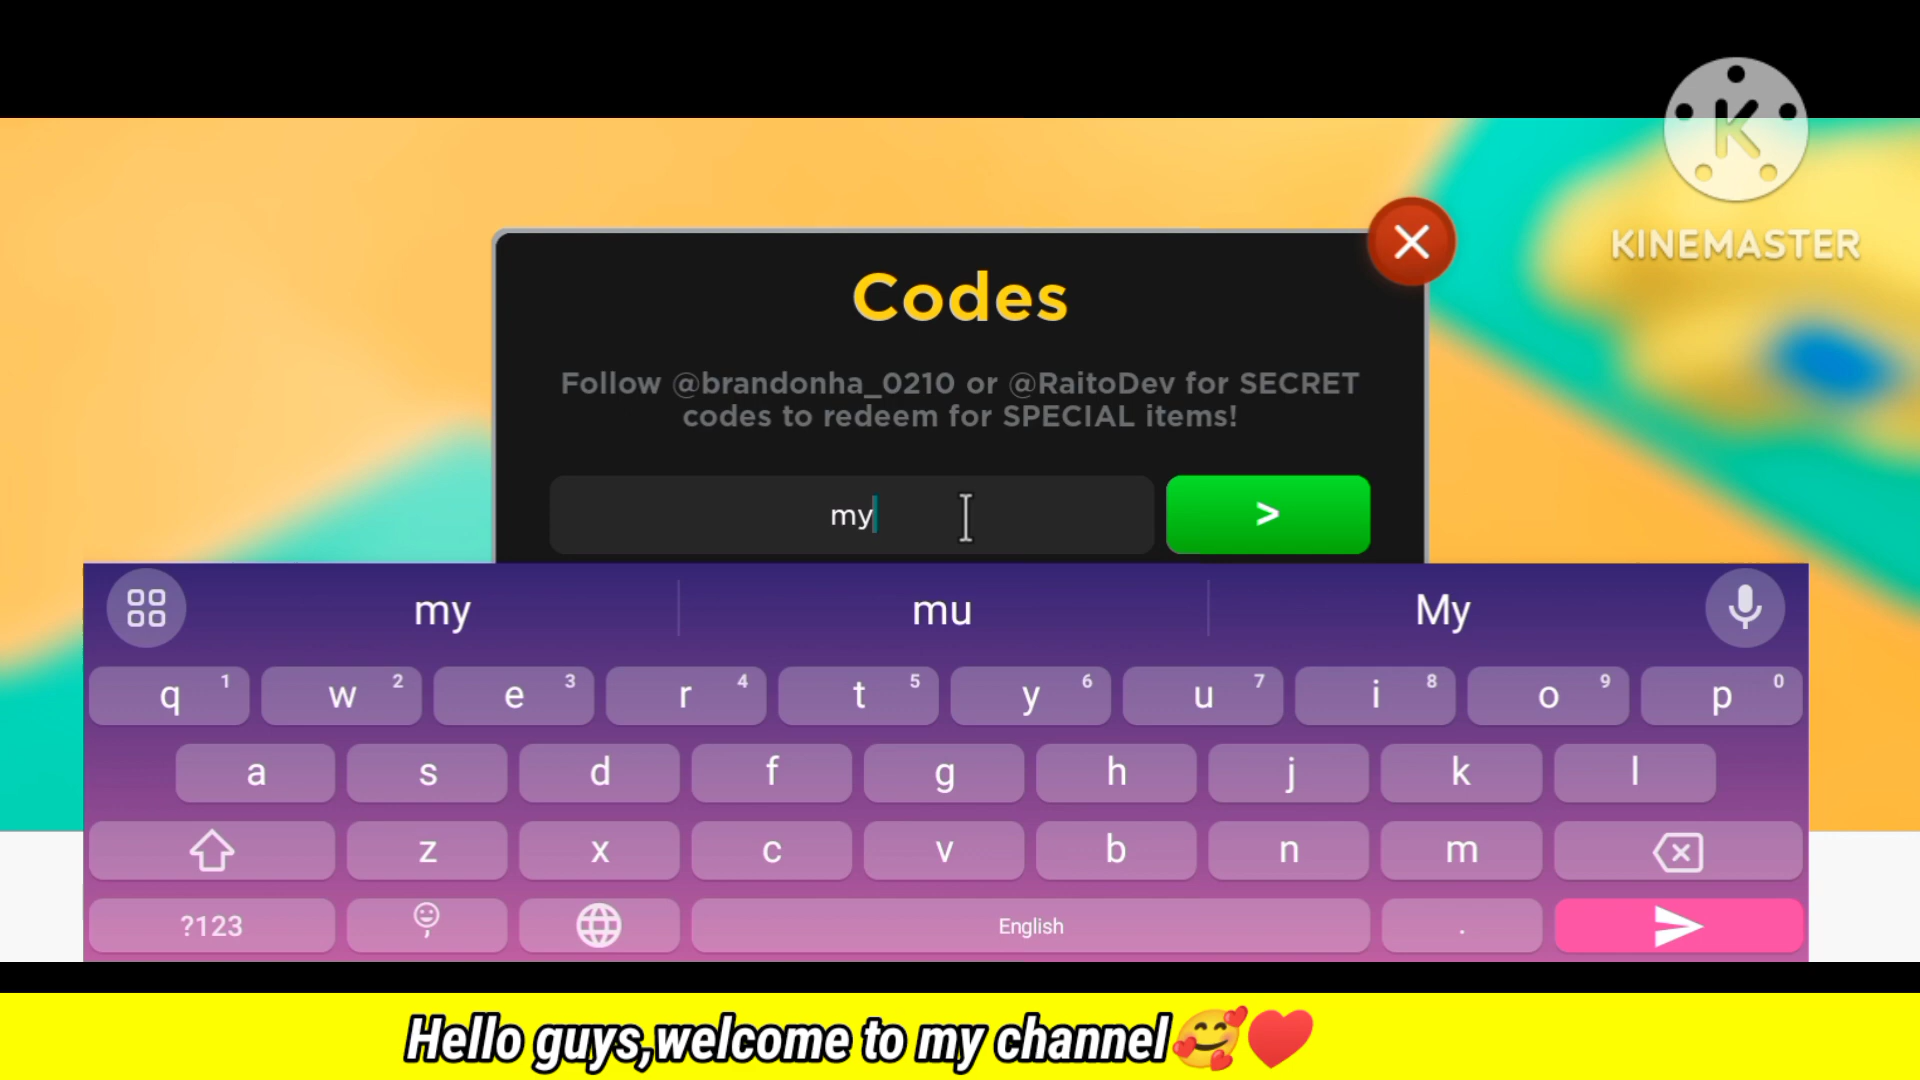 K
KINEMASTER
Codes
Follow @brandonha_0210 or @RaitoDev for SECRET
codes to redeem for SPECIAL items!
my >
my mu My
q 1 w 2 e 3 r 4 t 5 y 6 u 7 i 8 o 9 p 0
a s d f g h j k l
z x c v b n m
?123 , English .
Hello guys,welcome to my channel🥰♥️